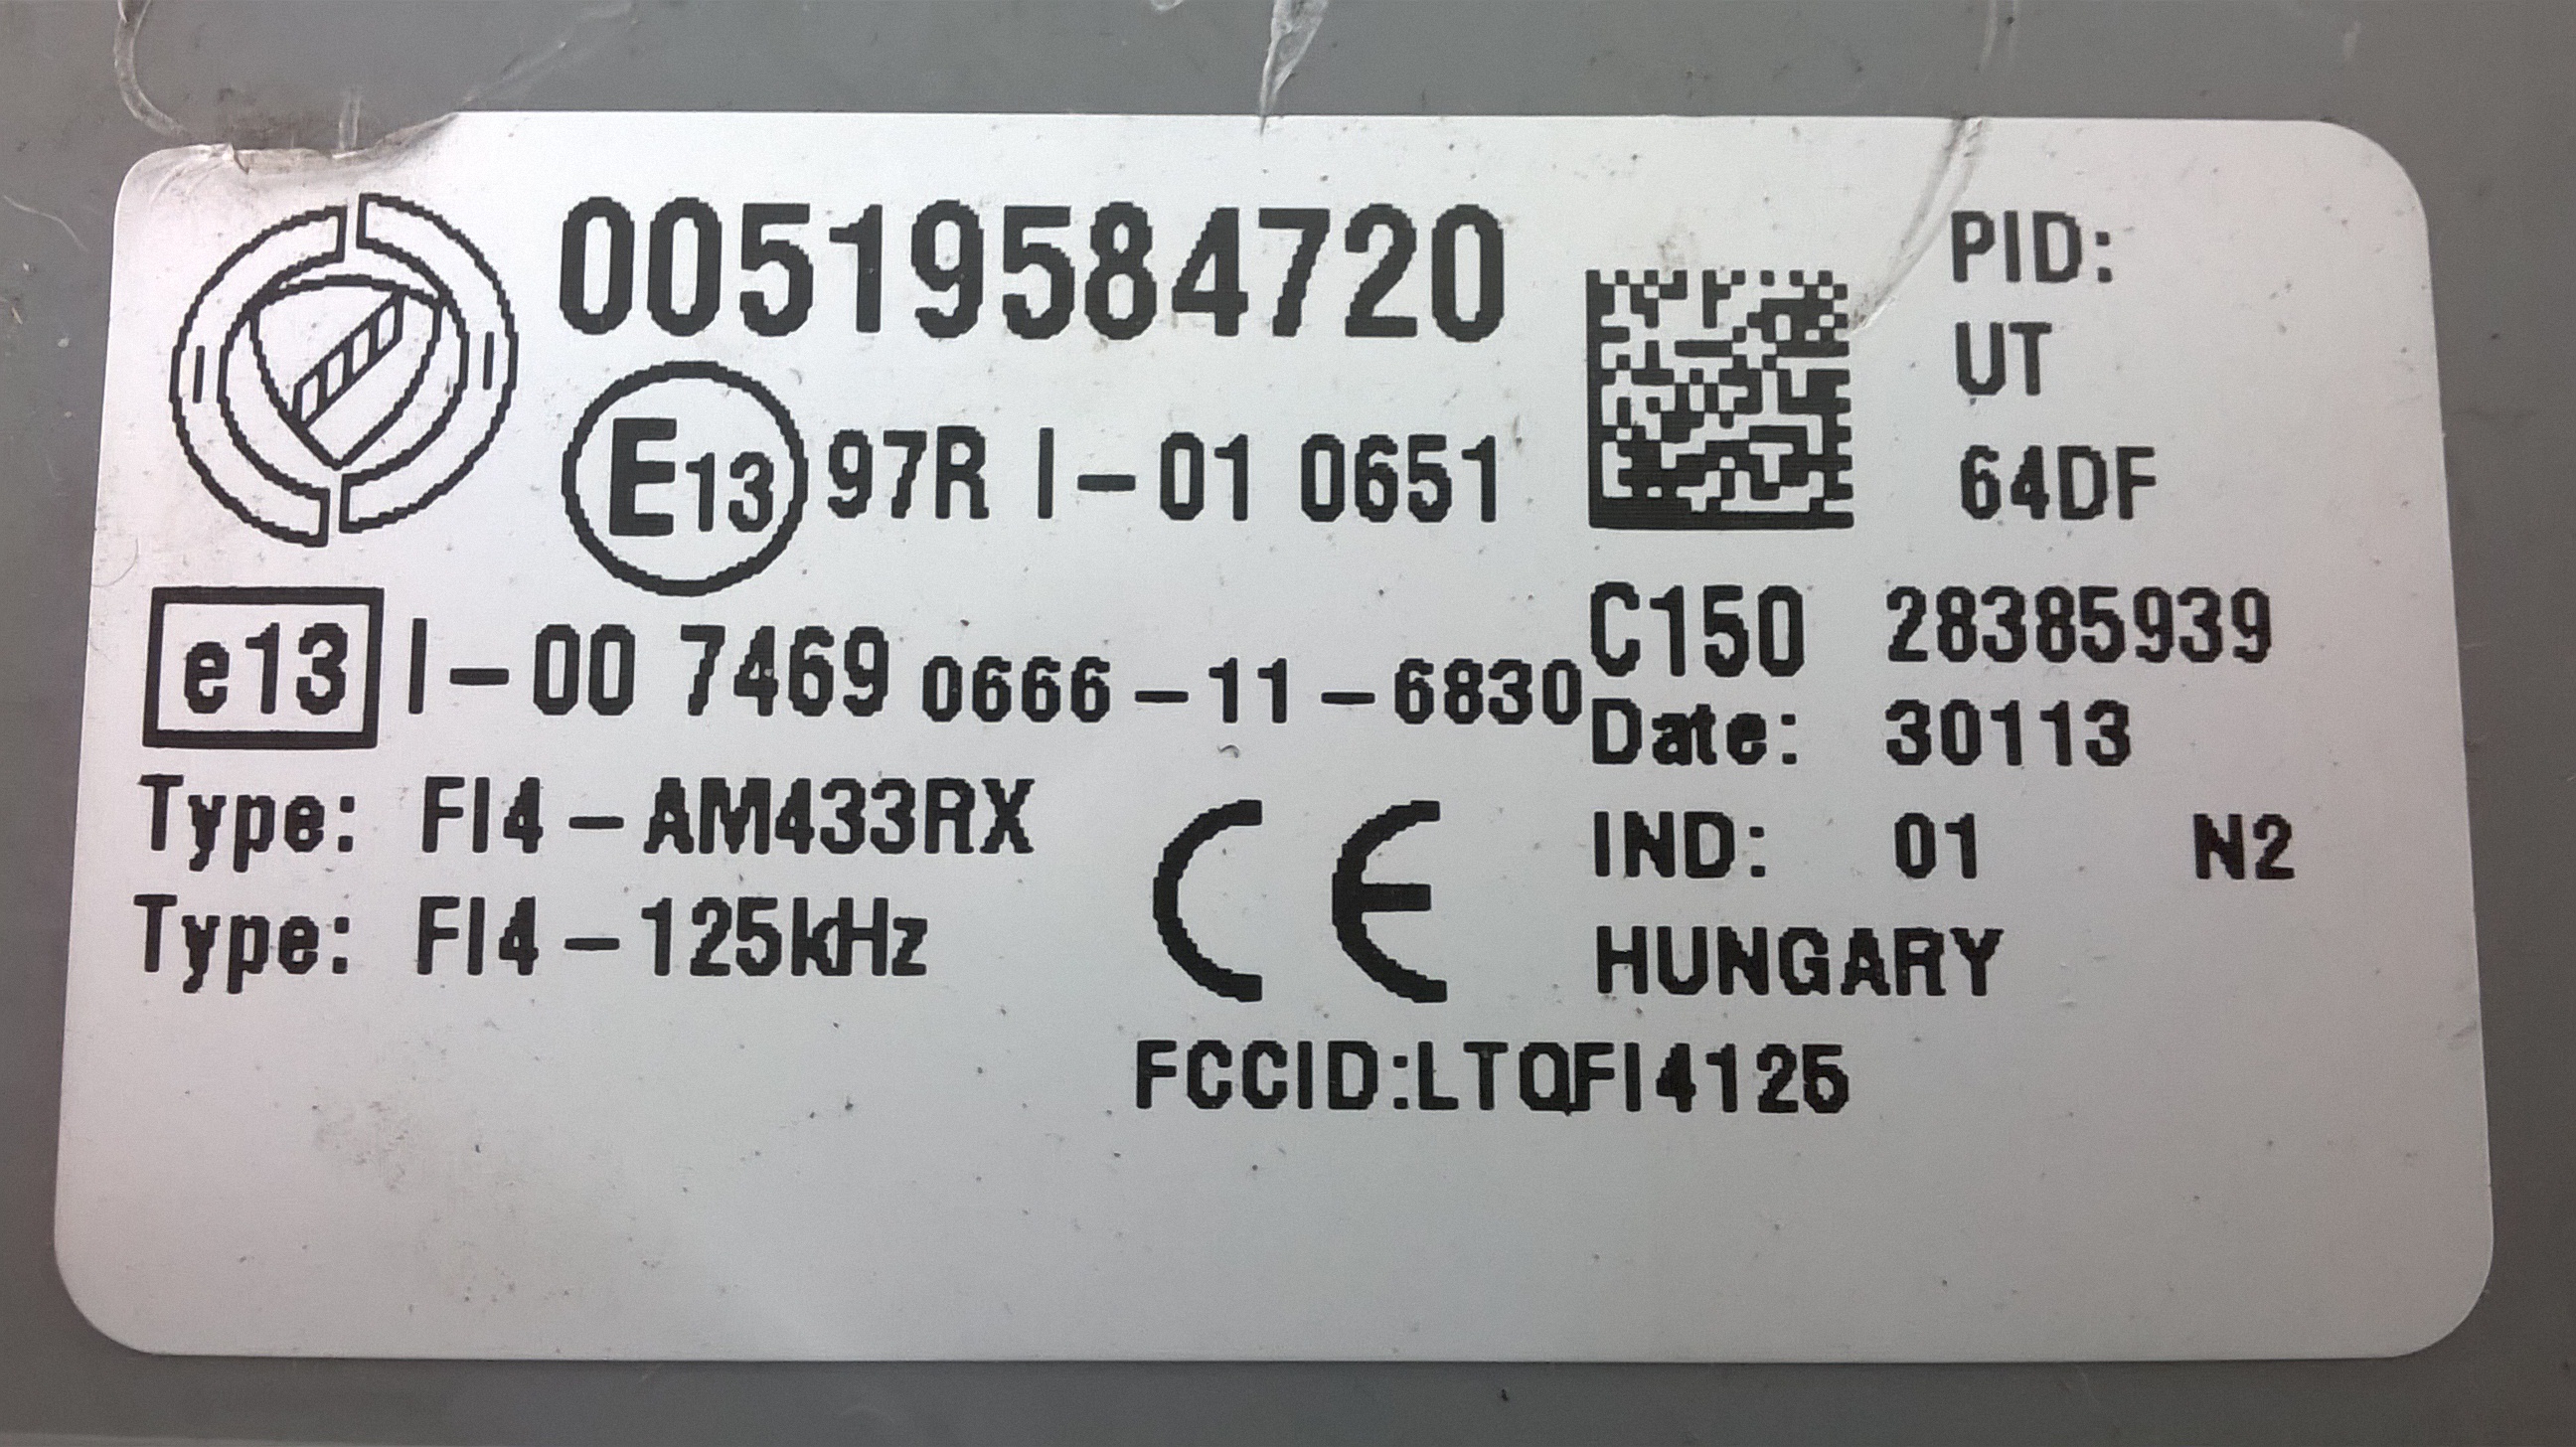 00519584720
PID:
UT
E13 97R I-01 0651
64DF
e13 I-00 7469 0666-11-6830
C150 28385939
Date: 30113
Type: FI4-AM433RX
IND: 01 N2
Type: FI4-125kHz
CE
HUNGARY
FCCID:LTQFI4125